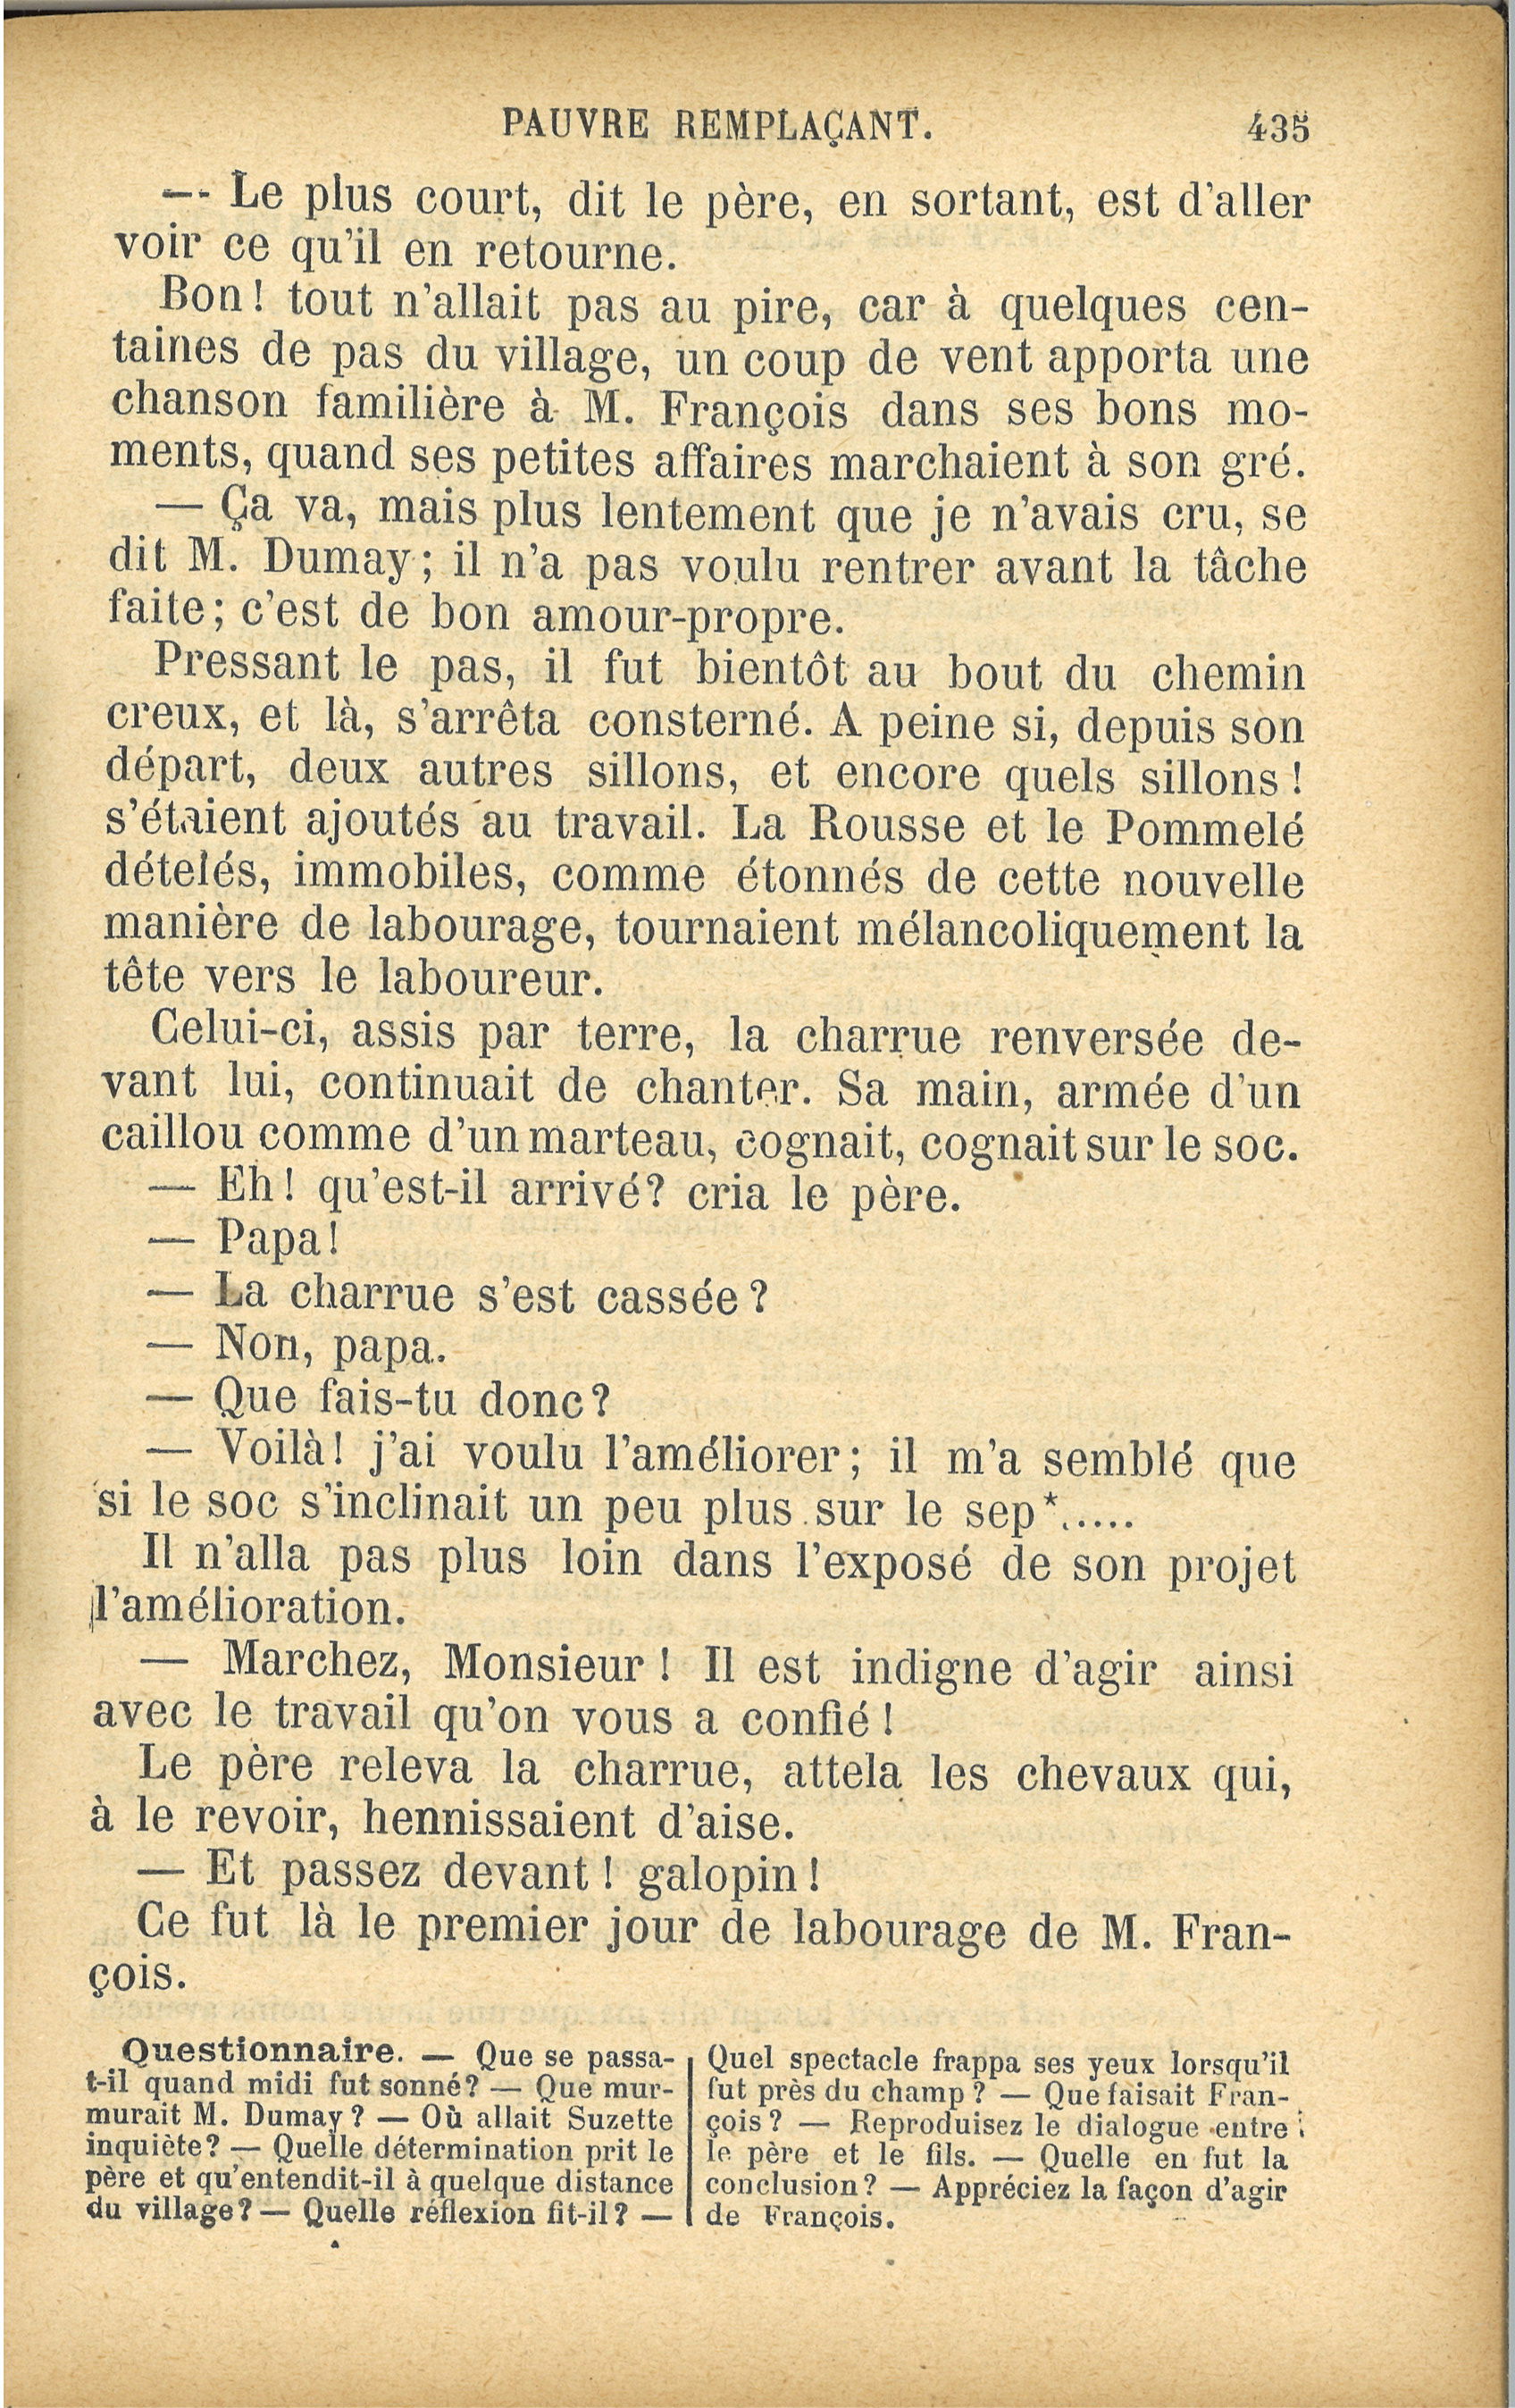 PAUVRE REMPLAÇANT. 435
— Le plus court, dit le père, en sortant, est d'aller
voir ce qu'il en retourne.
Bon! tout n'allait pas au pire, car à quelques cen-
taines de pas du village, un coup de vent apporta une
chanson familière à M. François dans ses bons mo-
ments, quand ses petites affaires marchaient à son gré.
— Ça va, mais plus lentement que je n'avais cru, se
dit M. Dumay; il n'a pas voulu rentrer avant la tâche
faite; c'est de bon amour-propre.
Pressant le pas, il fut bientôt au bout du chemin
creux, et là, s'arrêta consterné. A peine si, depuis son
départ, deux autres sillons, et encore quels sillons!
s'étaient ajoutés au travail. La Rousse et le Pommelé
dételés, immobiles, comme étonnés de cette nouvelle
manière de labourage, tournaient mélancoliquement la
tête vers le laboureur.
Celui-ci, assis par terre, la charrue renversée de-
vant lui, continuait de chanter. Sa main, armée d'un
caillou comme d'un marteau, cognait, cognait sur le soc.
— Eh! qu'est-il arrivé? cria le père.
— Papa!
— La charrue s'est cassée?
— Non, papa.
— Que fais-tu donc?
— Voilà! j'ai voulu l'améliorer; il m'a semblé que
si le soc s'inclinait un peu plus sur le sep*.....
Il n'alla pas plus loin dans l'exposé de son projet
l'amélioration.
— Marchez, Monsieur! Il est indigne d'agir ainsi
avec le travail qu'on vous a confié!
Le père releva la charrue, attela les chevaux qui,
à le revoir, hennissaient d'aise.
— Et passez devant! galopin!
Ce fut là le premier jour de labourage de M. Fran-
çois.
Questionnaire. — Que se passa-
t-il quand midi fut sonné? — Que mur-
murait M. Dumay? — Où allait Suzette
inquiète? — Quelle détermination prit le
père et qu'entendit-il à quelque distance
du village? — Quelle réflexion fit-il? —
Quel spectacle frappa ses yeux lorsqu'il
fut près du champ? — Que faisait Fran-
çois? — Reproduisez le dialogue entre
le père et le fils. — Quelle en fut la
conclusion? — Appréciez la façon d'agir
de François.